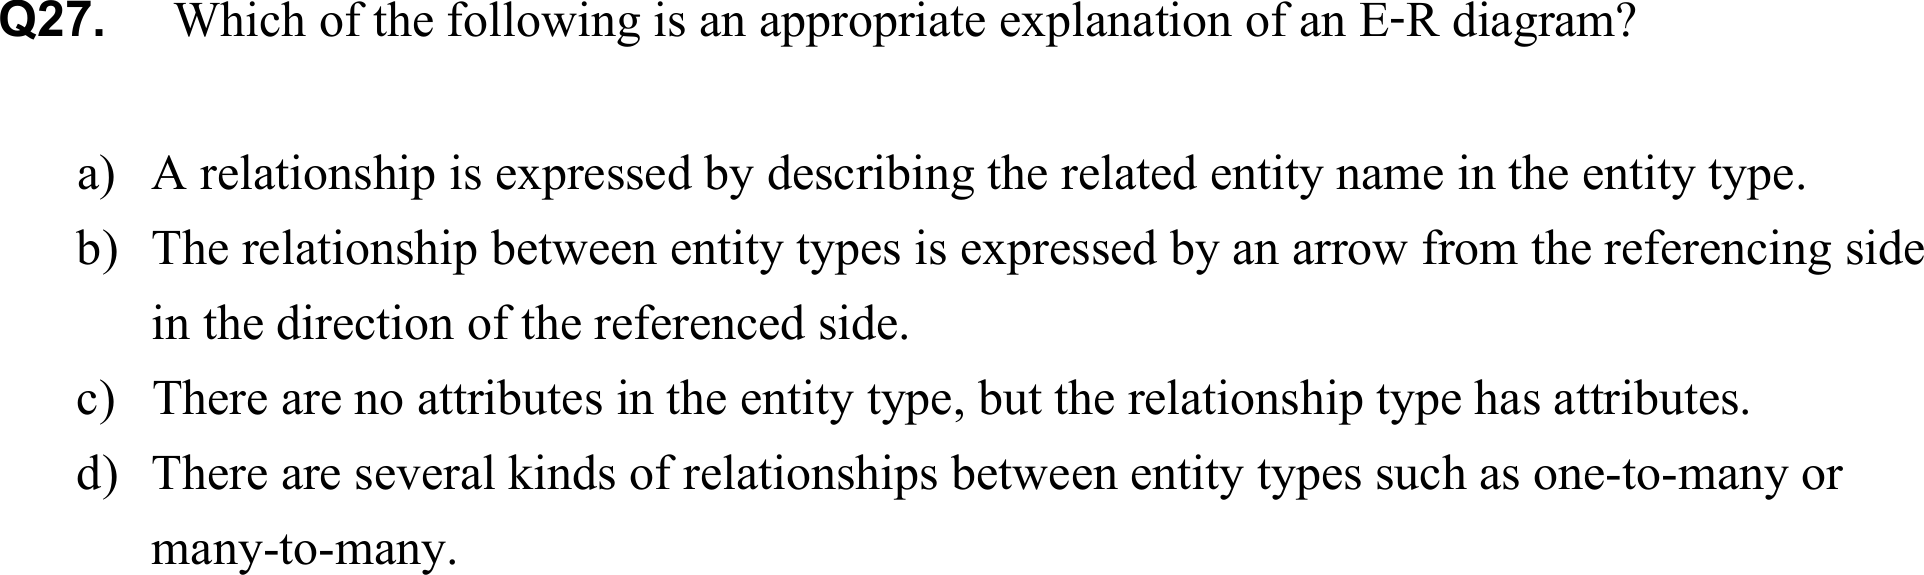 Q27. Which of the following is an appropriate explanation of an E-R diagram?
a) A relationship is expressed by describing the related entity name in the entity type.
b) The relationship between entity types is expressed by an arrow from the referencing side
in the direction of the referenced side.
c) There are no attributes in the entity type, but the relationship type has attributes.
d) There are several kinds of relationships between entity types such as one-to-many or
many-to-many.